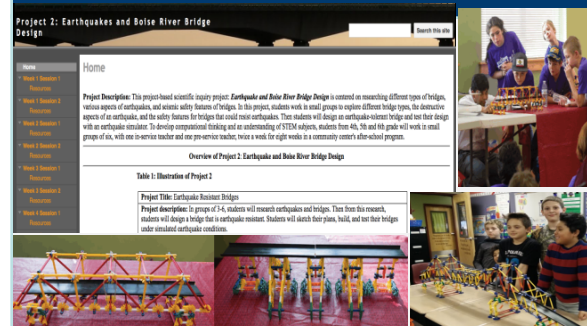 Project 2: Earthquakes and Boise River Bridge
Design
Search this site
Home
Week 1 Session 1
Resources
Week 1 Session 2
Resources
Week 2 Session 1
Resources
Week 2 Session 2
Resources
Week 3 Session 1
Resources
Week 3 Session 2
Resources
Week 4 Session 1
Resources
Home
Project Description: This project-based scientific inquiry project: Earthquake and Boise River Bridge Design is centered on researching different types of bridges,
various aspects of earthquakes, and seismic safety features of bridges. In this project, students work in small groups to explore different bridge types, the destructive
aspects of an earthquake, and the safety features for bridges that could resist earthquakes. Then students will design an earthquake-tolerant bridge and test their design
with an earthquake simulator. To develop computational thinking and an understanding of STEM subjects, students from 4th, 5th and 6th grade will work in small
groups of six, with one in-service teacher and one pre-service teacher, twice a week for eight weeks in a community center's after-school program.
Overview of Project 2: Earthquake and Boise River Bridge Design
Table 1: Illustration of Project 2
Project Title: Earthquake Resistant Bridges
Project description: In groups of 3-6, students will research earthquakes and bridges. Then from this research,
students will design a bridge that is earthquake resistant. Students will sketch their plans, build, and test their bridges
under simulated earthquake conditions.